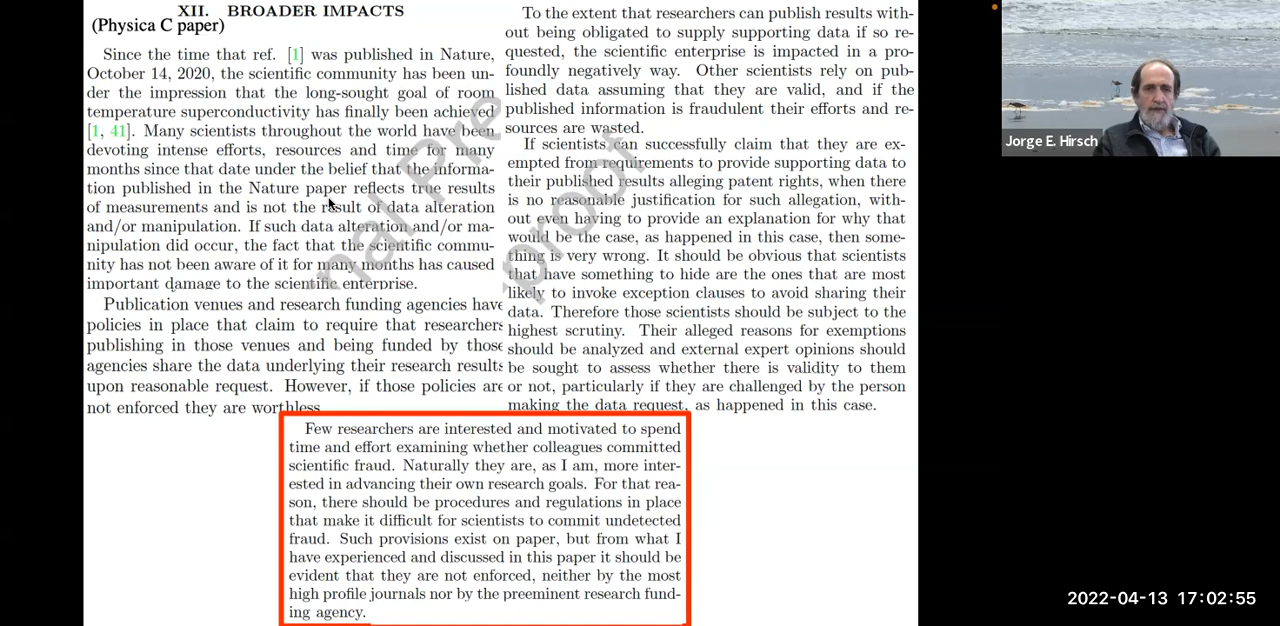 XII. BROADER IMPACTS
(Physica C paper)
Since the time that ref. [1] was published in Nature,
October 14, 2020, the scientific community has been un-
der the impression that the long-sought goal of room
temperature superconductivity has finally been achieved
[1, 41]. Many scientists throughout the world have been
devoting intense efforts, resources and time for many
months since that date under the belief that the informa-
tion published in the Nature paper reflects true results
of measurements and is not the result of data alteration
and/or manipulation. If such data alteration and/or ma-
nipulation did occur, the fact that the scientific commu-
nity has not been aware of it for many months has caused
important damage to the scientific enterprise.
Publication venues and research funding agencies have
policies in place that claim to require that researchers
publishing in those venues and being funded by those
agencies share the data underlying their research results
upon reasonable request. However, if those policies are
not enforced they are worthless
To the extent that researchers can publish results with-
out being obligated to supply supporting data if so re-
quested, the scientific enterprise is impacted in a pro-
foundly negatively way. Other scientists rely on pub-
lished data assuming that they are valid, and if the
published information is fraudulent their efforts and re-
sources are wasted.
If scientists can successfully claim that they are ex-
empted from requirements to provide supporting data to
their published results alleging patent rights, when there
is no reasonable justification for such allegation, with-
out even having to provide an explanation for why that
would be the case, as happened in this case, then some-
thing is very wrong. It should be obvious that scientists
that have something to hide are the ones that are most
likely to invoke exception clauses to avoid sharing their
data. Therefore those scientists should be subject to the
highest scrutiny. Their alleged reasons for exemptions
should be analyzed and external expert opinions should
be sought to assess whether there is validity to them
or not, particularly if they are challenged by the person
making the data request, as happened in this case.
Few researchers are interested and motivated to spend
time and effort examining whether colleagues committed
scientific fraud. Naturally they are, as I am, more inter-
ested in advancing their own research goals. For that rea-
son, there should be procedures and regulations in place
that make it difficult for scientists to commit undetected
fraud. Such provisions exist on paper, but from what I
have experienced and discussed in this paper it should be
evident that they are not enforced, neither by the most
high profile journals nor by the preeminent research fund-
ing agency.
nal Pre
proof
Jorge E. Hirsch
2022-04-13 17:02:55